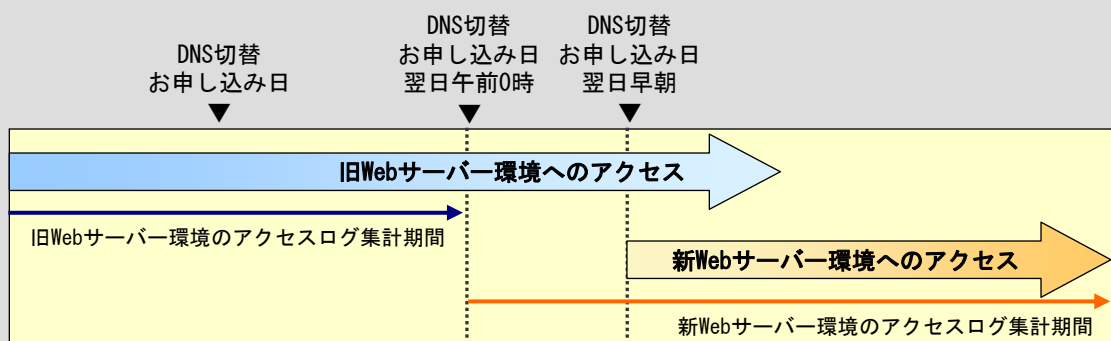 DNS切替
お申し込み日
DNS切替
お申し込み日
翌日午前0時
DNS切替
お申し込み日
翌日早朝
旧Webサーバー環境へのアクセス
旧Webサーバー環境のアクセスログ集計期間
新Webサーバー環境へのアクセス
新Webサーバー環境のアクセスログ集計期間